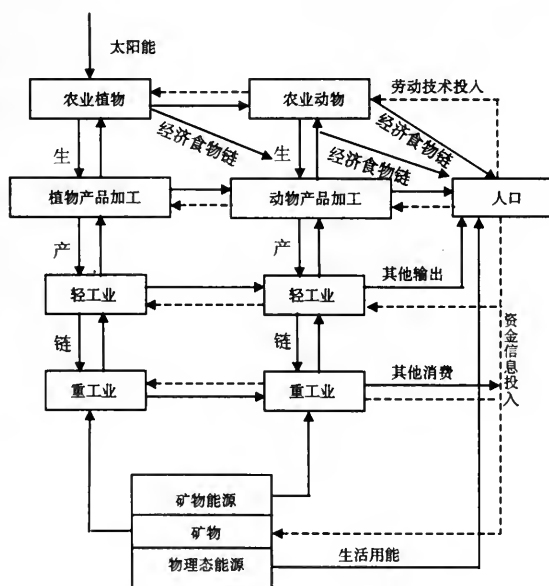 太阳能
农业植物
农业动物
劳动技术投入
经济食物链
经济食物链
经济食物链
生
生
植物产品加工
动物产品加工
人口
产
产
其他输出
轻工业
轻工业
链
链
资金信息投入
重工业
重工业
其他消费
矿物能源
矿物
物理态能源
生活用能